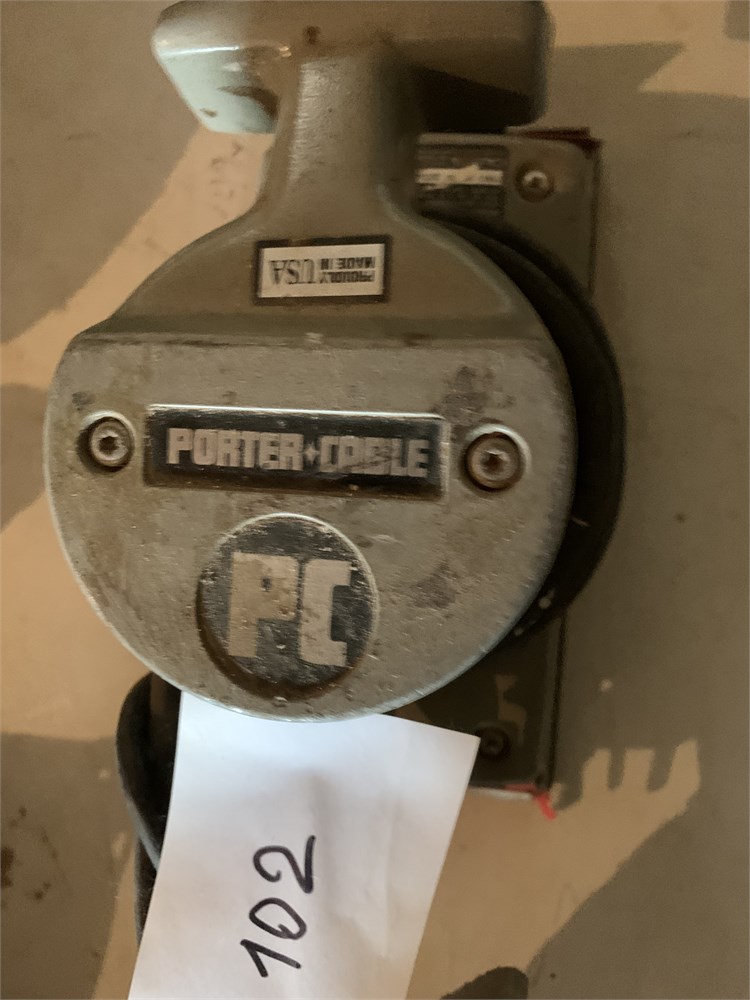 PROUDLY
MADE IN
USA
PORTER+CABLE
PC
102